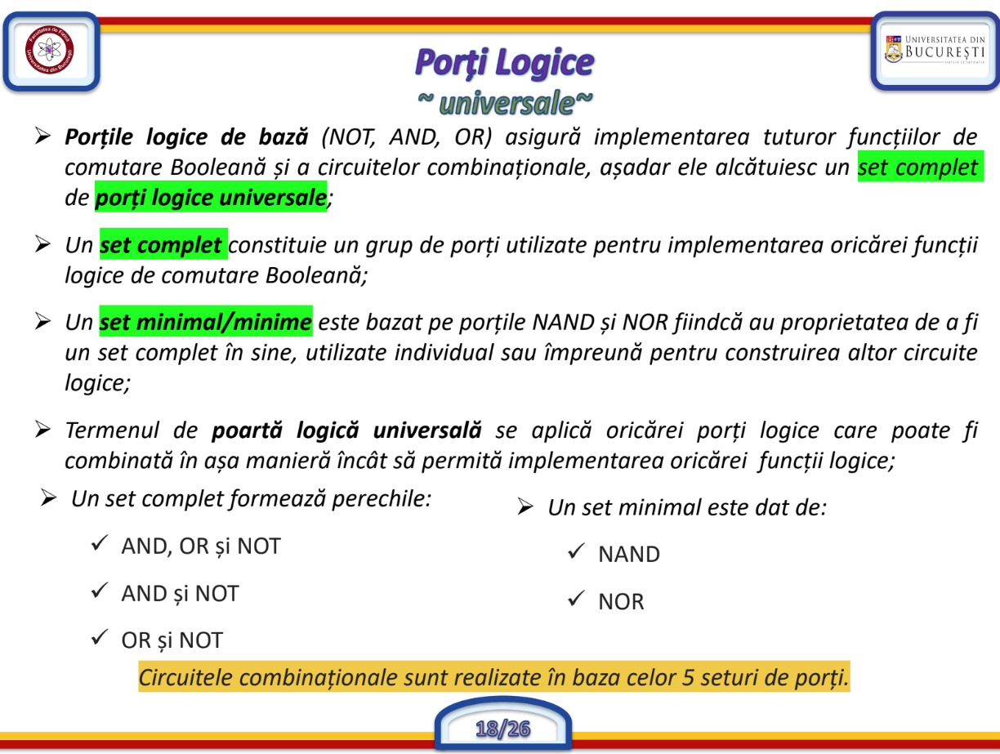 Facultatea de Fizică
Universitatea din București
UNIVERSITATEA DIN
BUCUREȘTI
VIRTUTE ET SAPIENTIA
Porți Logice
~ universale~
➢ Porțile logice de bază (NOT, AND, OR) asigură implementarea tuturor funcțiilor de
comutare Booleană și a circuitelor combinaționale, așadar ele alcătuiesc un set complet
de porți logice universale;
➢ Un set complet constituie un grup de porți utilizate pentru implementarea oricărei funcții
logice de comutare Booleană;
➢ Un set minimal/minime este bazat pe porțile NAND și NOR fiindcă au proprietatea de a fi
un set complet în sine, utilizate individual sau împreună pentru construirea altor circuite
logice;
➢ Termenul de poartă logică universală se aplică oricărei porți logice care poate fi
combinată în așa manieră încât să permită implementarea oricărei funcții logice;
➢ Un set complet formează perechile:
✓ AND, OR și NOT
✓ AND și NOT
✓ OR și NOT
➢ Un set minimal este dat de:
✓ NAND
✓ NOR
Circuitele combinaționale sunt realizate în baza celor 5 seturi de porți.
18/26